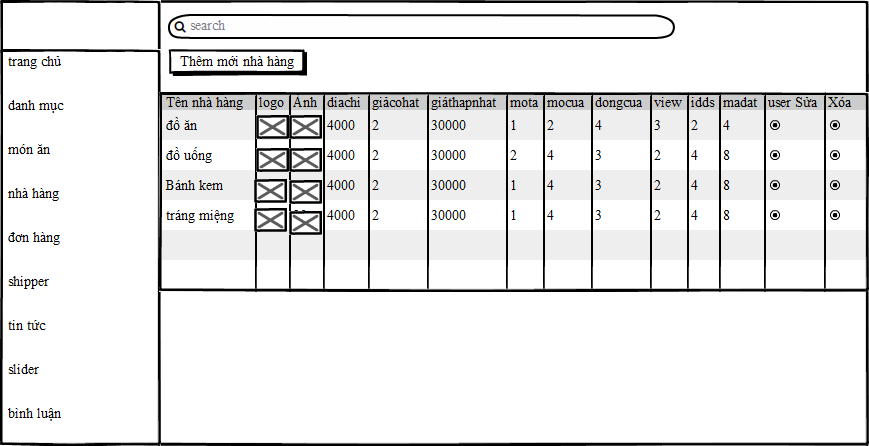 search
Thêm mới nhà hàng
trang chủ
danh mục
món ăn
nhà hàng
đơn hàng
shipper
tin tức
slider
bình luận
Tên nhà hàng logo Anh diachi giácohat giáthapnhat mota mocua dongcua view idds madat user Sửa Xóa
đồ ăn 4000 2 30000 1 2 4 3 2 4
đồ uống 4000 2 30000 2 4 3 2 4 8
Bánh kem 4000 2 30000 1 4 3 2 4 8
tráng miệng 4000 2 30000 1 4 3 2 4 8